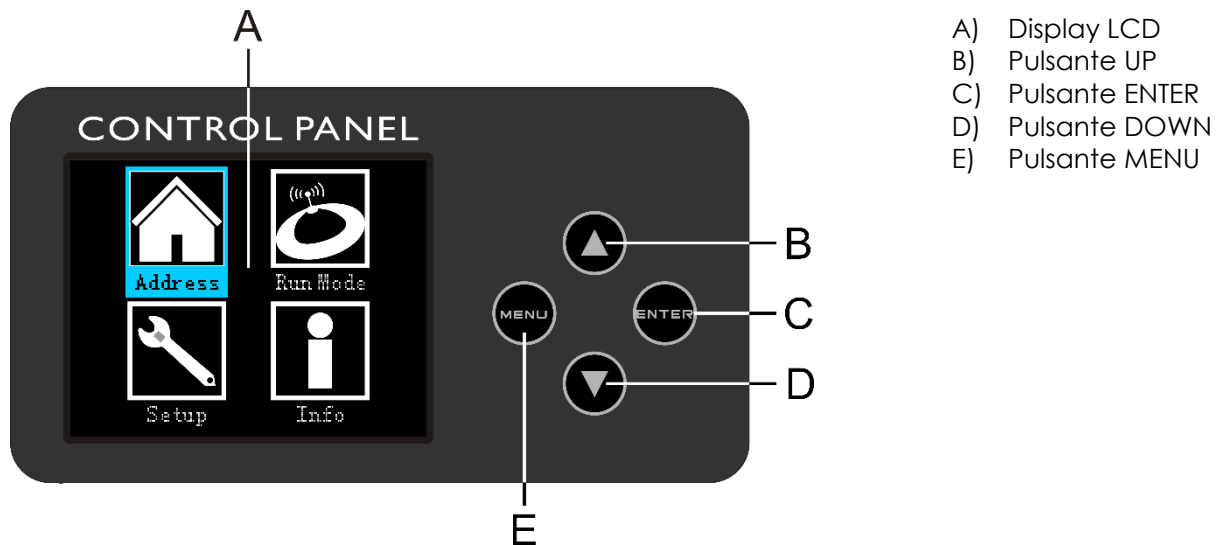 A
A) Display LCD
B) Pulsante UP
C) Pulsante ENTER
D) Pulsante DOWN
E) Pulsante MENU
CONTROL PANEL
Address
Run Mode
Setup
Info
MENU
ENTER
B
C
D
E